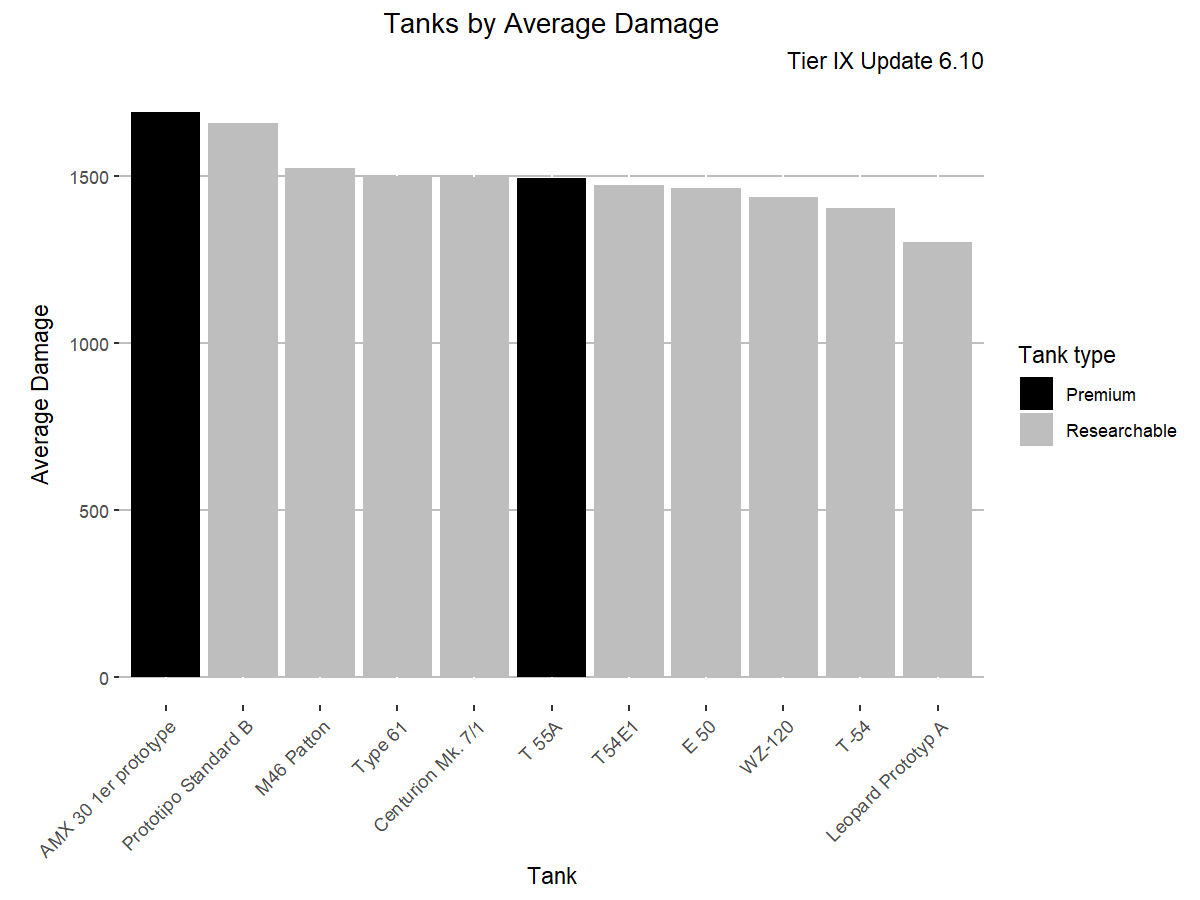 Tanks by Average Damage
Tier IX Update 6.10
Average Damage
1500
1000
500
0
AMX 30 1er prototype
Prototipo Standard B
M46 Patton
Type 61
Centurion Mk. 7/1
T 55A
T54E1
E 50
WZ-120
T-54
Leopard Prototyp A
Tank
Tank type
Premium
Researchable